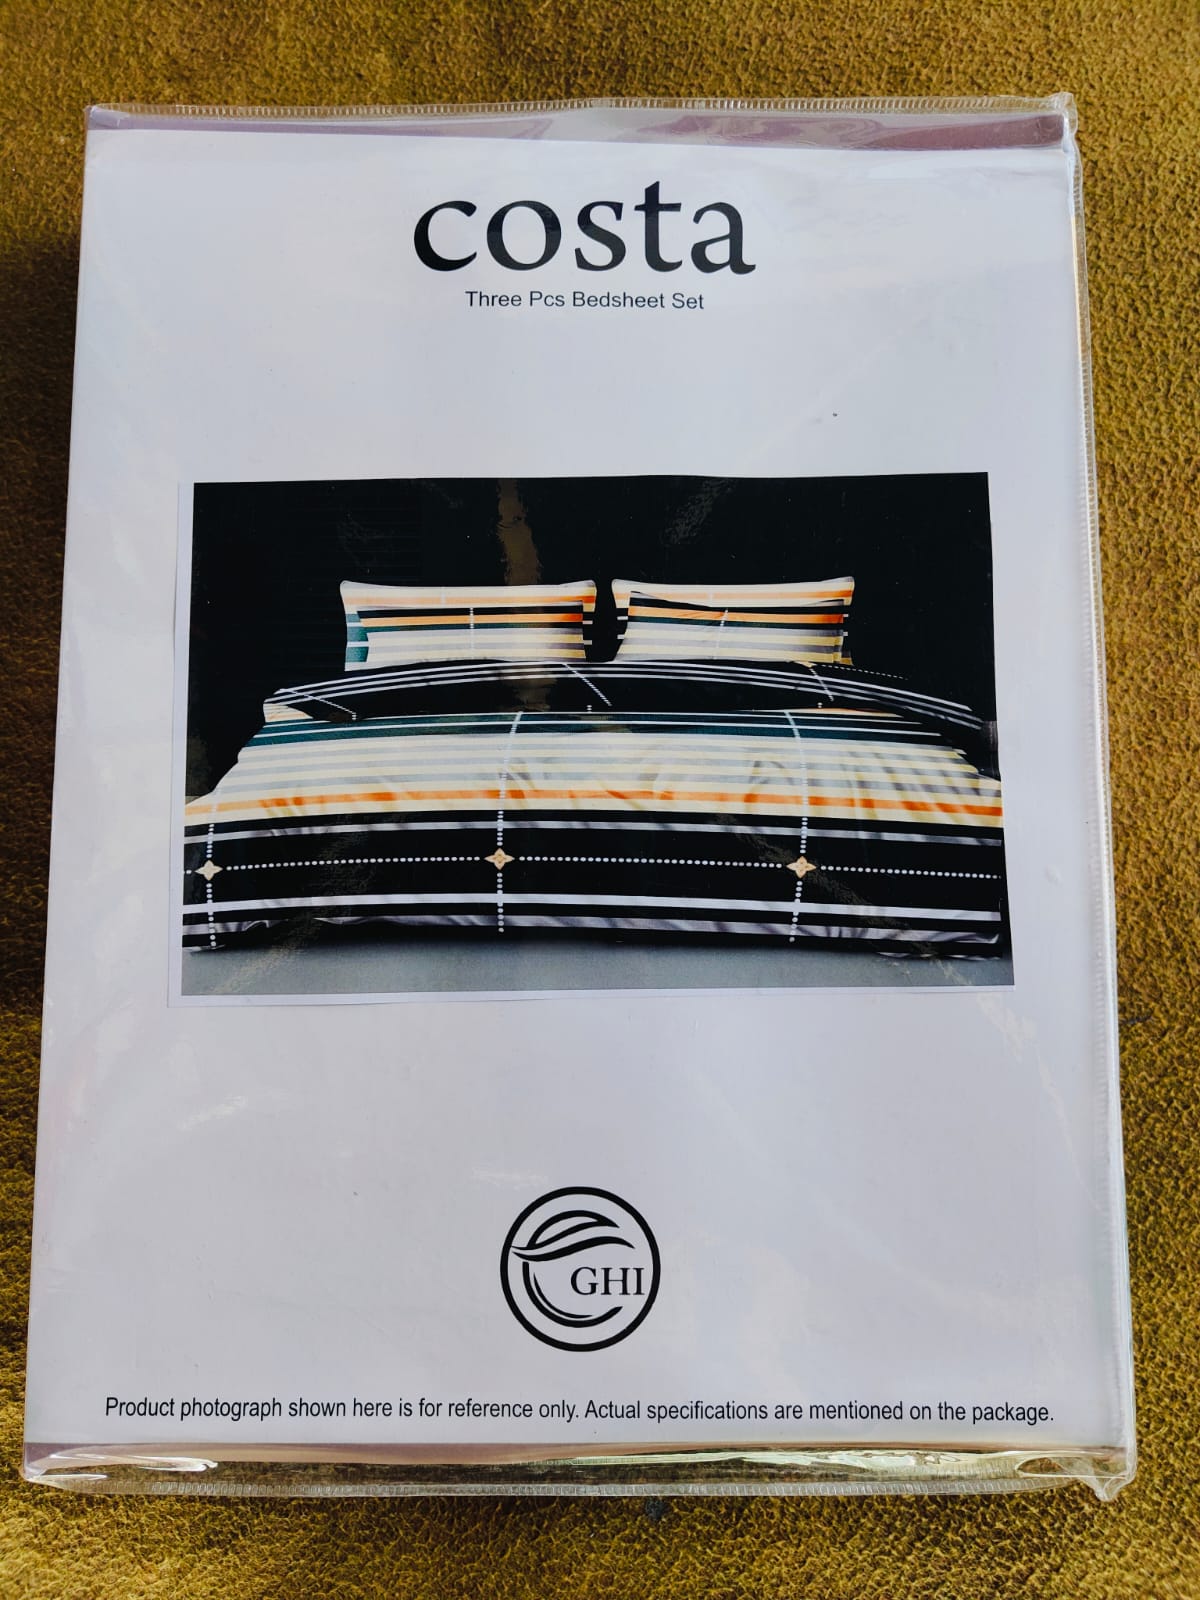 costa
Three Pcs Bedsheet Set
GHI
Product photograph shown here is for reference only. Actual specifications are mentioned on the package.